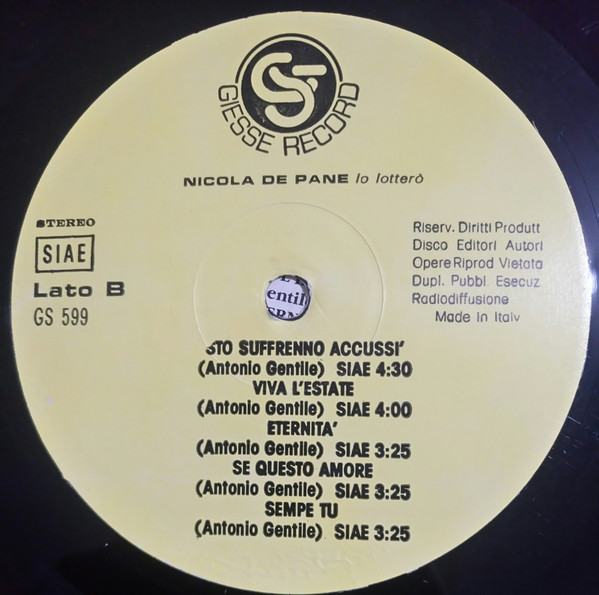 GS
GIESSE RECORD
NICOLA DE PANE Io lotterò
STEREO
SIAE
Lato B
GS 599
Riserv. Diritti Produtt
Disco Editori Autori
Opere Riprod Vietata
Dupl. Pubbl Esecuz
Radiodiffusione
Made in Italy
STO SUFFRENNO ACCUSSI'
(Antonio Gentile) SIAE 4:30
VIVA L'ESTATE
(Antonio Gentile) SIAE 4:00
ETERNITA'
(Antonio Gentile) SIAE 3:25
SE QUESTO AMORE
(Antonio Gentile) SIAE 3:25
SEMPE TU
(Antonio Gentile) SIAE 3:25